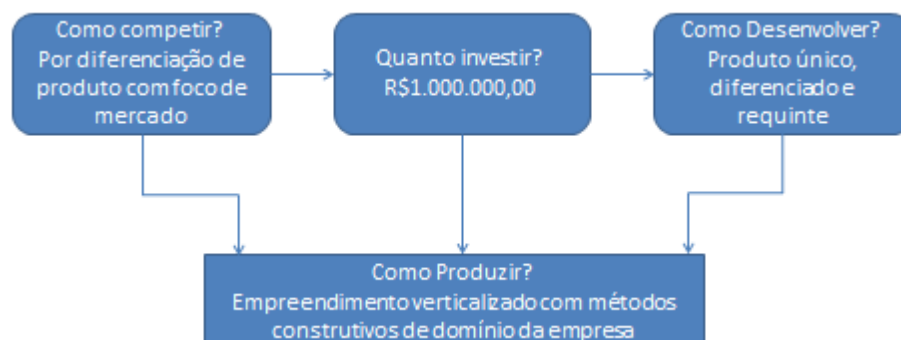 Como competir?
Por diferenciação de
produto com foco de
mercado
Quanto investir?
R$1.000.000,00
Como Desenvolver?
Produto único,
diferenciado e
requinte
Como Produzir?
Empreendimento verticalizado com métodos
construtivos de domínio da empresa